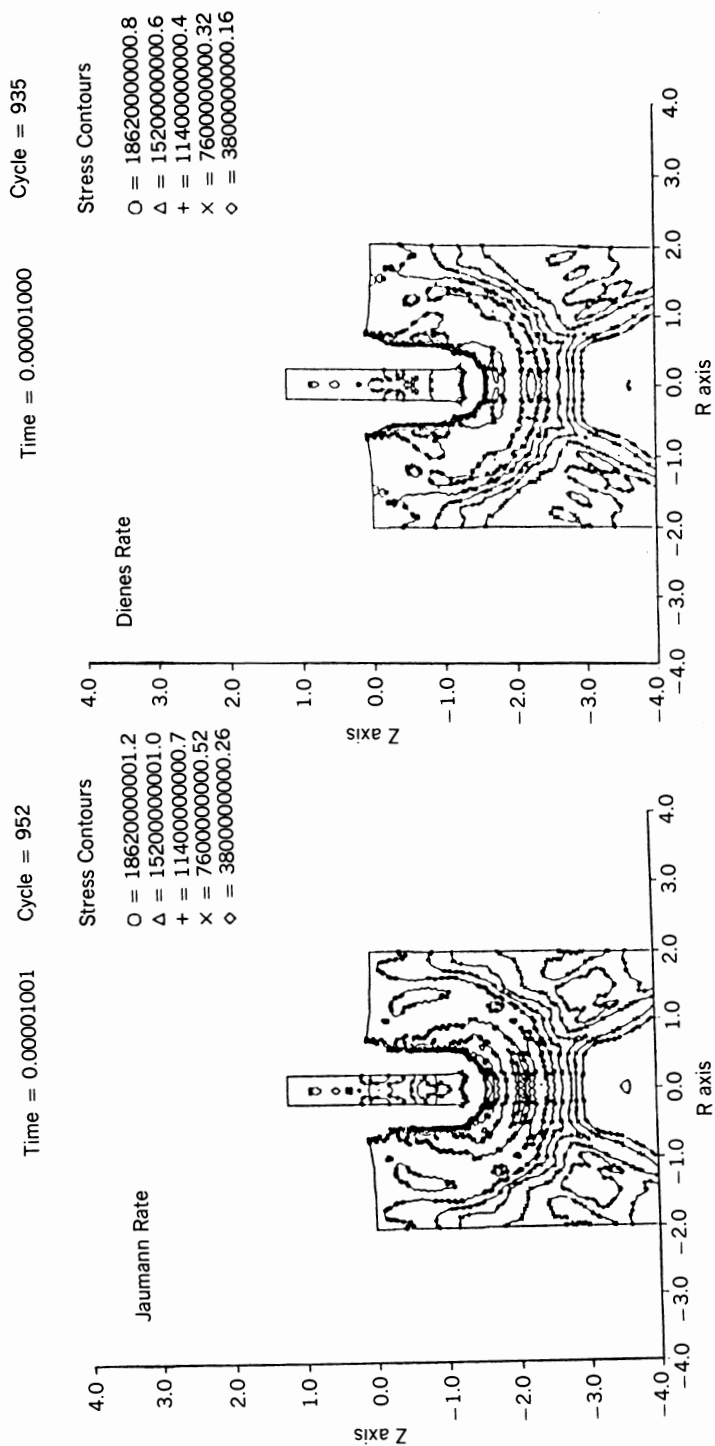 Time = 0.00001001 Cycle = 952
Jaumann Rate
Stress Contours
O = 18620000001.2
Δ = 15200000001.0
+ = 11400000000.7
× = 7600000000.52
◇ = 3800000000.26
4.0
3.0
2.0
1.0
0.0
−1.0
−2.0
−3.0
−4.0
Z axis
−4.0 −3.0 −2.0 −1.0 0.0 1.0 2.0 3.0 4.0
R axis
Time = 0.00001000 Cycle = 935
Dienes Rate
Stress Contours
O = 18620000000.8
Δ = 15200000000.6
+ = 11400000000.4
× = 7600000000.32
◇ = 3800000000.16
4.0
3.0
2.0
1.0
0.0
−1.0
−2.0
−3.0
−4.0
Z axis
−4.0 −3.0 −2.0 −1.0 0.0 1.0 2.0 3.0 4.0
R axis